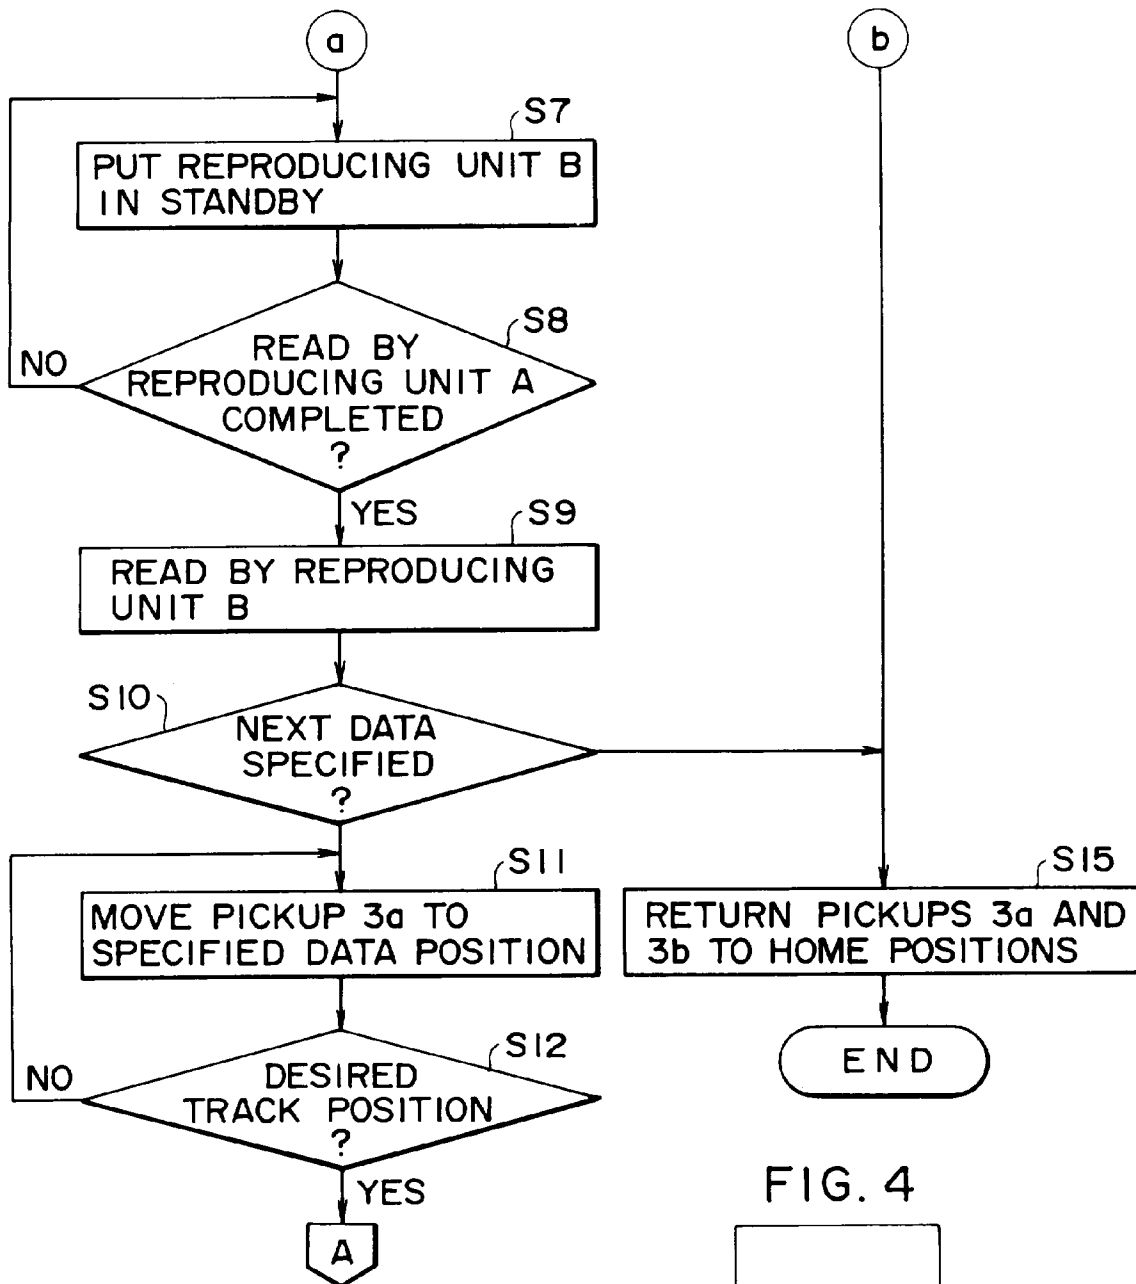 a
b
S7
PUT REPRODUCING UNIT B
IN STANDBY
S8
READ BY
REPRODUCING UNIT A
COMPLETED
?
NO
YES
S9
READ BY REPRODUCING
UNIT B
S10
NEXT DATA
SPECIFIED
?
S11
MOVE PICKUP 3a TO
SPECIFIED DATA POSITION
S15
RETURN PICKUPS 3a AND
3b TO HOME POSITIONS
S12
DESIRED
TRACK POSITION
?
NO
YES
END
A
FIG. 4